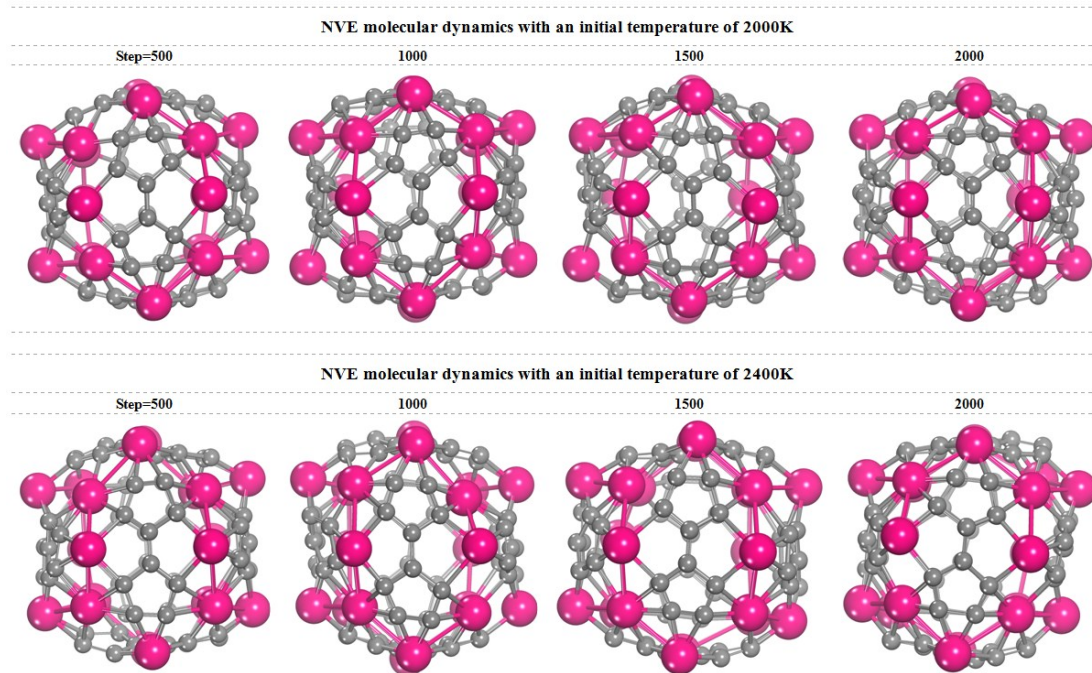 NVE molecular dynamics with an initial temperature of 2000K
Step=500 1000 1500 2000
NVE molecular dynamics with an initial temperature of 2400K
Step=500 1000 1500 2000